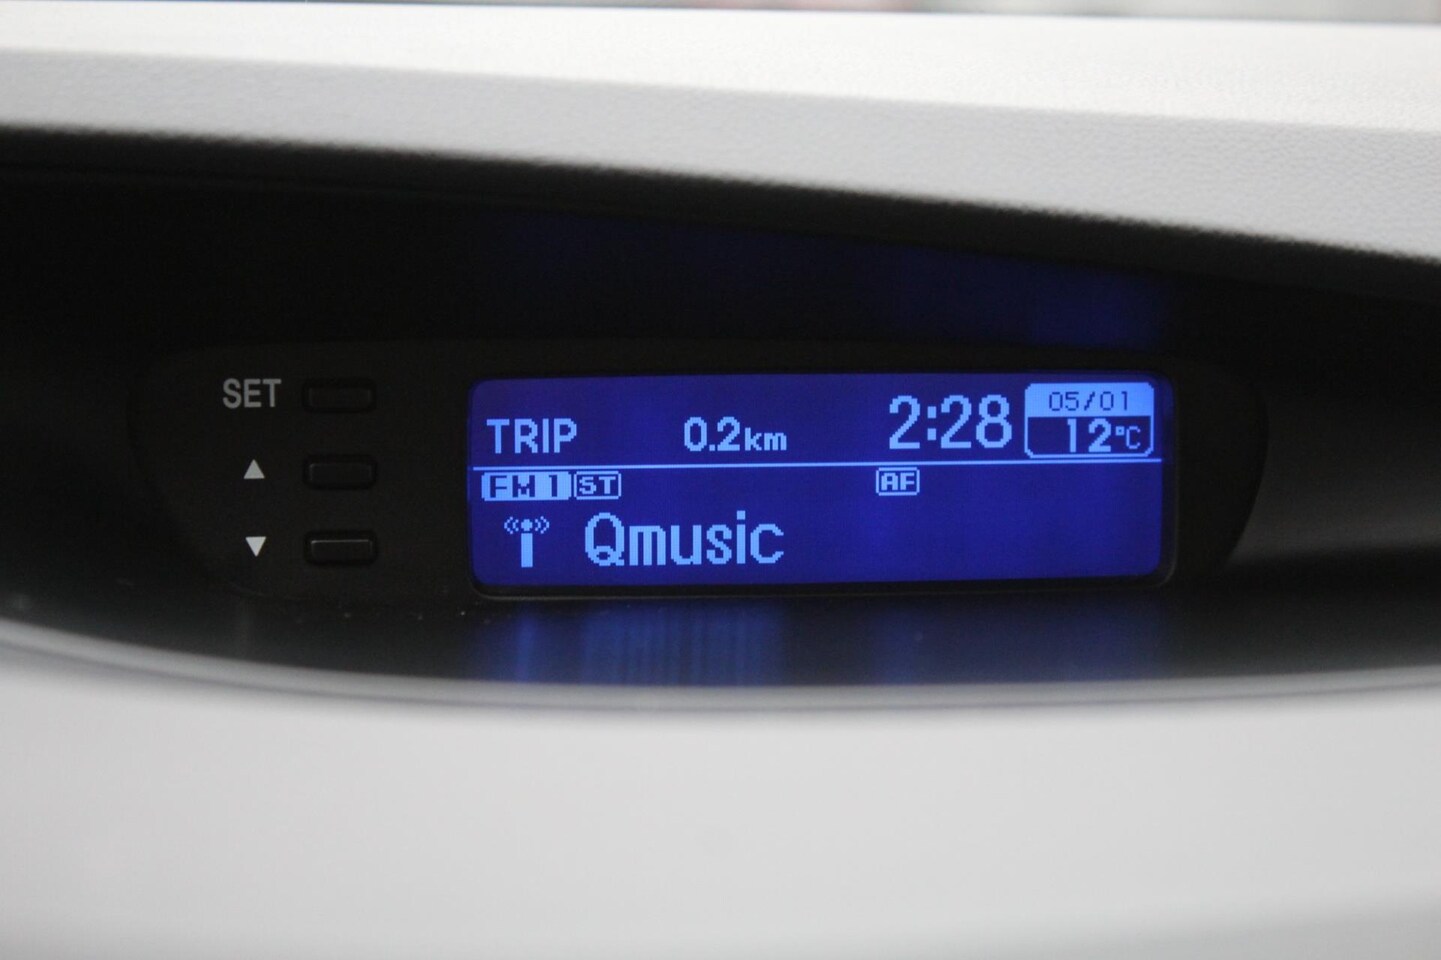 SET
▲
▼
TRIP 0.2km 2:28 05/01
12°C
FM 1 ST AF
Qmusic